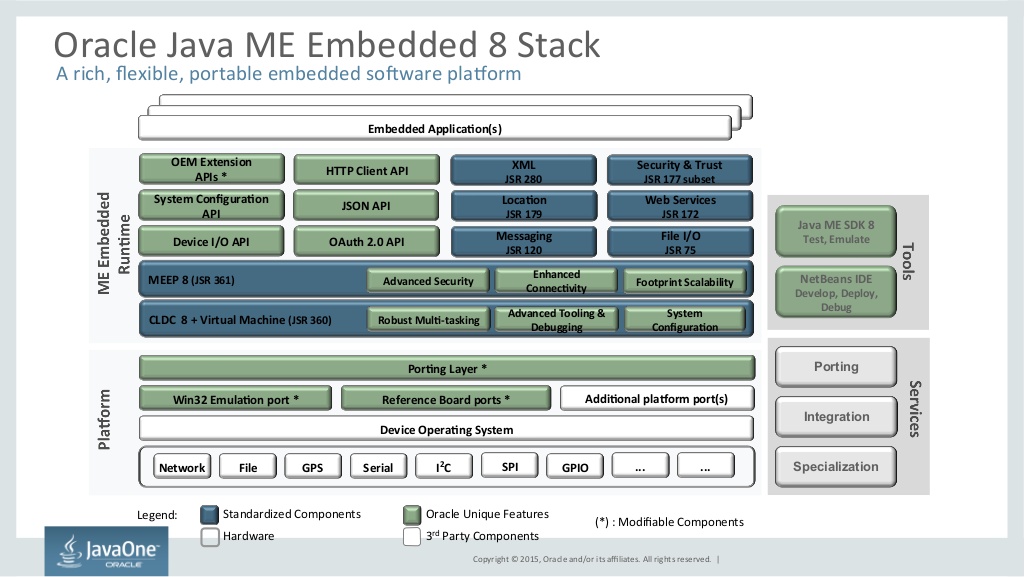 Oracle Java ME Embedded 8 Stack
A rich, flexible, portable embedded software platform
Embedded Application(s)
ME Embedded
Runtime
OEM Extension
APIs *
HTTP Client API
XML
JSR 280
Security & Trust
JSR 177 subset
System Configuration
API
JSON API
Location
JSR 179
Web Services
JSR 172
Device I/O API
OAuth 2.0 API
Messaging
JSR 120
File I/O
JSR 75
MEEP 8 (JSR 361)
Advanced Security
Enhanced
Connectivity
Footprint Scalability
CLDC 8 + Virtual Machine (JSR 360)
Robust Multi-tasking
Advanced Tooling &
Debugging
System
Configuration
Java ME SDK 8
Test, Emulate
NetBeans IDE
Develop, Deploy,
Debug
Tools
Platform
Porting Layer *
Win32 Emulation port *
Reference Board ports *
Additional platform port(s)
Device Operating System
Network
File
GPS
Serial
I²C
SPI
GPIO
...
...
Porting
Integration
Specialization
Services
Legend:
Standardized Components
Oracle Unique Features
(*) : Modifiable Components
Hardware
3rd Party Components
JavaOne™
ORACLE
Copyright © 2015, Oracle and/or its affiliates. All rights reserved. |